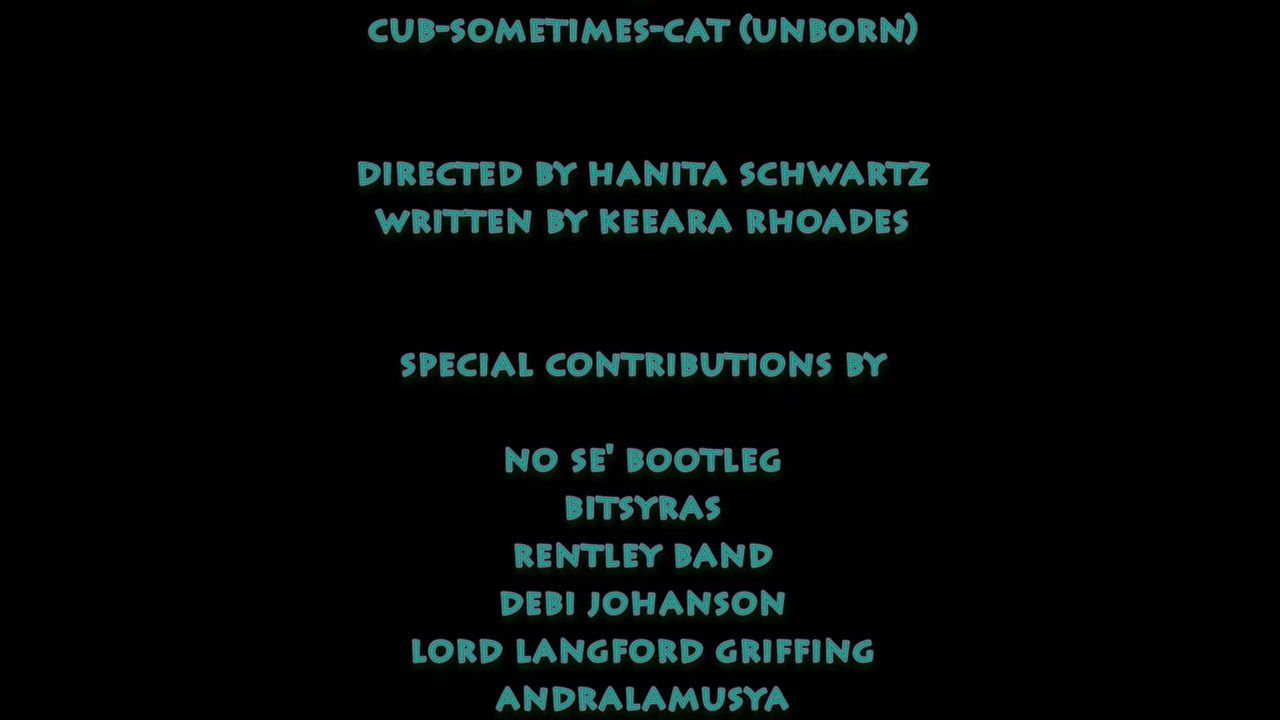 CUB-SOMETIMES-CAT (UNBORN)
DIRECTED BY HANITA SCHWARTZ
WRITTEN BY KEEARA RHOADES
SPECIAL CONTRIBUTIONS BY
NO SE' BOOTLEG
BITSYRAS
RENTLEY BAND
DEBI JOHANSON
LORD LANGFORD GRIFFING
ANDRALAMUSYA